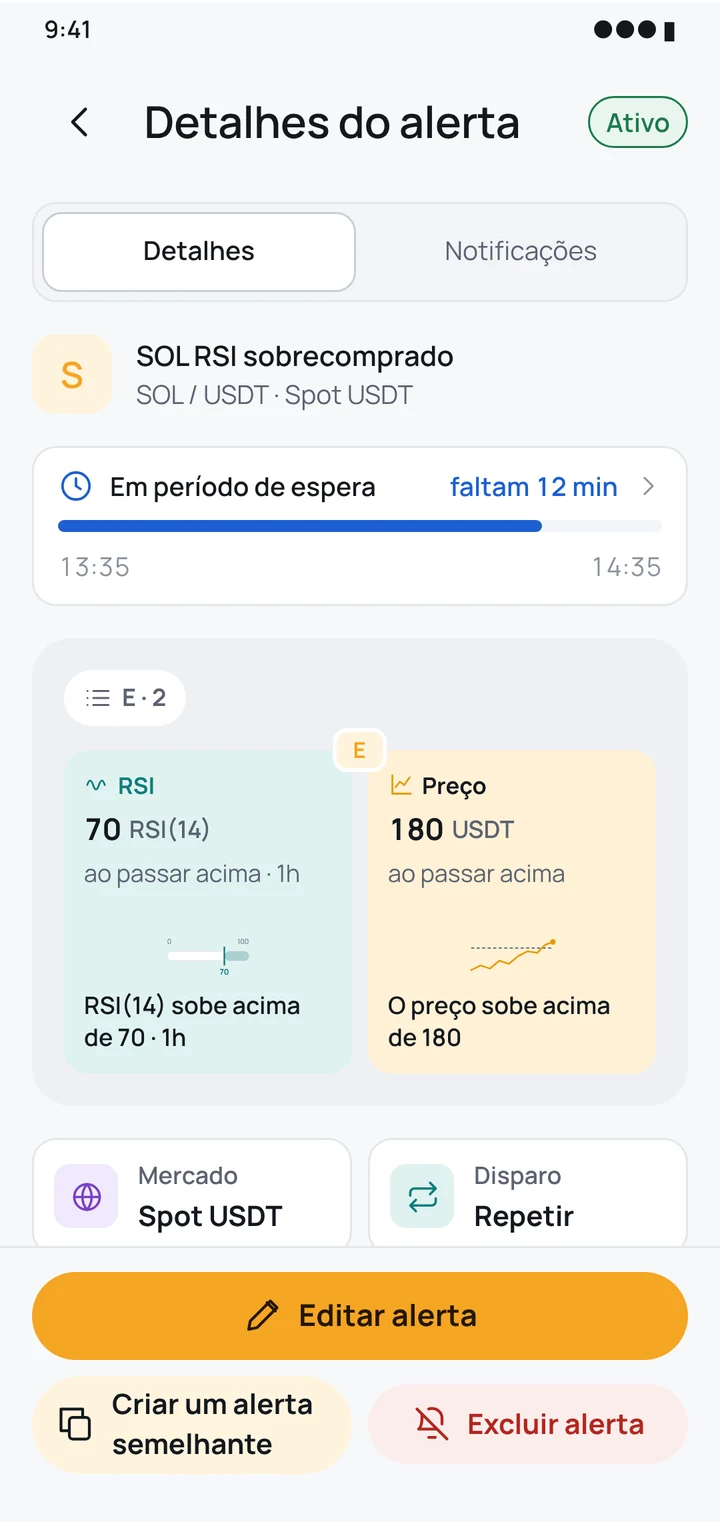 9:41
Detalhes do alerta
Ativo
Detalhes
Notificações
S
SOL RSI sobrecomprado
SOL / USDT · Spot USDT
Em período de espera
faltam 12 min
13:35
14:35
E · 2
E
RSI
70 RSI(14)
ao passar acima · 1h
0
100
70
RSI(14) sobe acima
de 70 · 1h
Preço
180 USDT
ao passar acima
O preço sobe acima
de 180
Mercado
Spot USDT
Disparo
Repetir
Editar alerta
Criar um alerta
semelhante
Excluir alerta